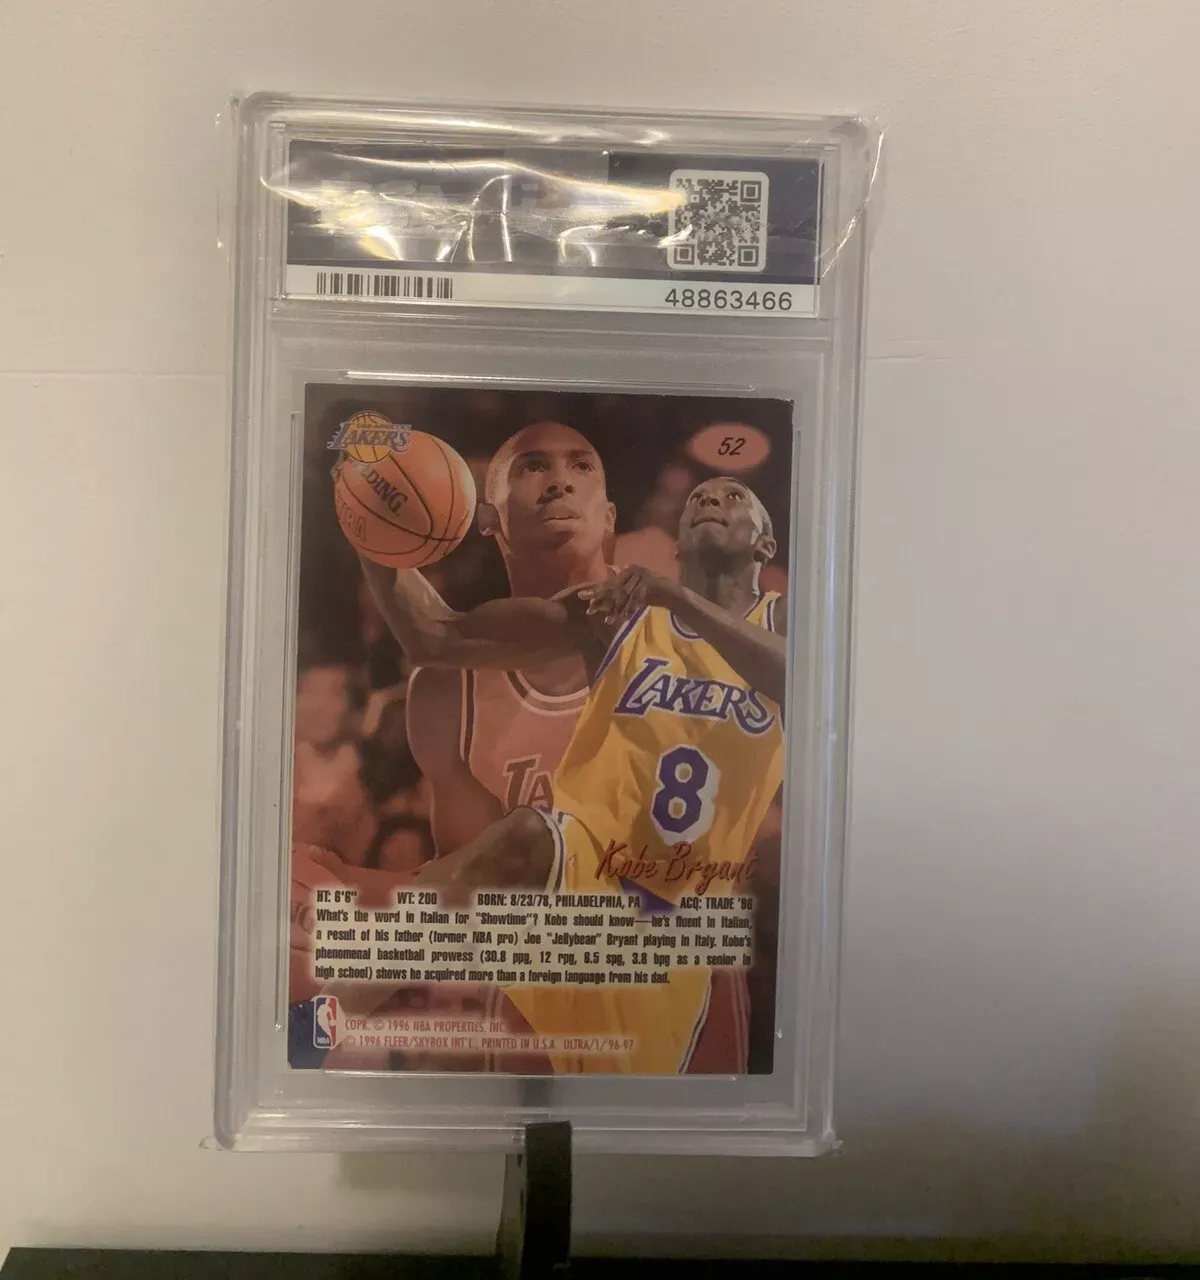 48863466
LAKERS
52
LDING
LAKERS
8
Kobe Bryant
HT: 6'6" WT: 200 BORN: 8/23/78, PHILADELPHIA, PA ACQ: TRADE '96
What's the word in Italian for "Showtime"? Kobe should know—he's fluent in Italian,
a result of his father (former NBA pro) Joe "Jellybean" Bryant playing in Italy. Kobe's
phenomenal basketball prowess (30.8 ppg, 12 rpg, 6.5 spg, 3.8 bpg as a senior in
high school) shows he acquired more than a foreign language from his dad.
NBA
COPR. © 1996 NBA PROPERTIES, INC.
© 1996 FLEER/SKYBOX INT'L., PRINTED IN U.S.A. ULTRA/1/'96-97